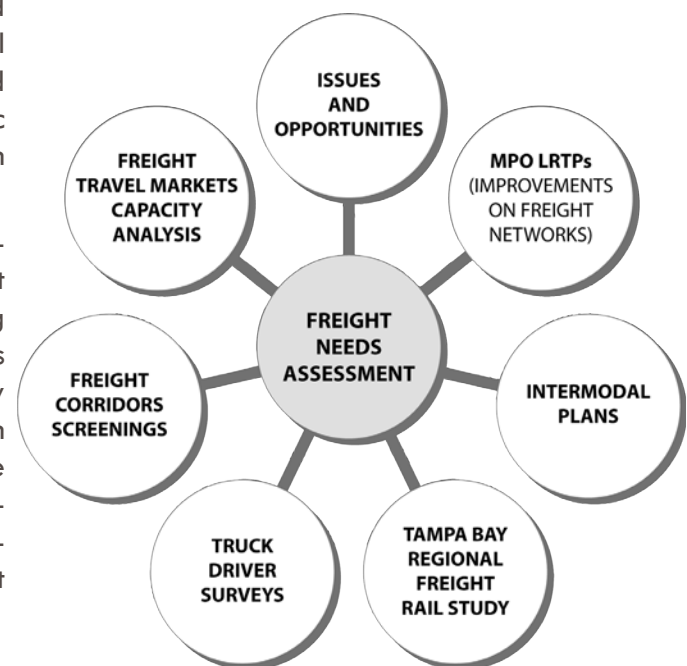 ISSUES
AND
OPPORTUNITIES
MPO LRTPs
(IMPROVEMENTS
ON FREIGHT
NETWORKS)
INTERMODAL
PLANS
TAMPA BAY
REGIONAL
FREIGHT
RAIL STUDY
TRUCK
DRIVER
SURVEYS
FREIGHT
CORRIDORS
SCREENINGS
FREIGHT
TRAVEL MARKETS
CAPACITY
ANALYSIS
FREIGHT
NEEDS
ASSESSMENT